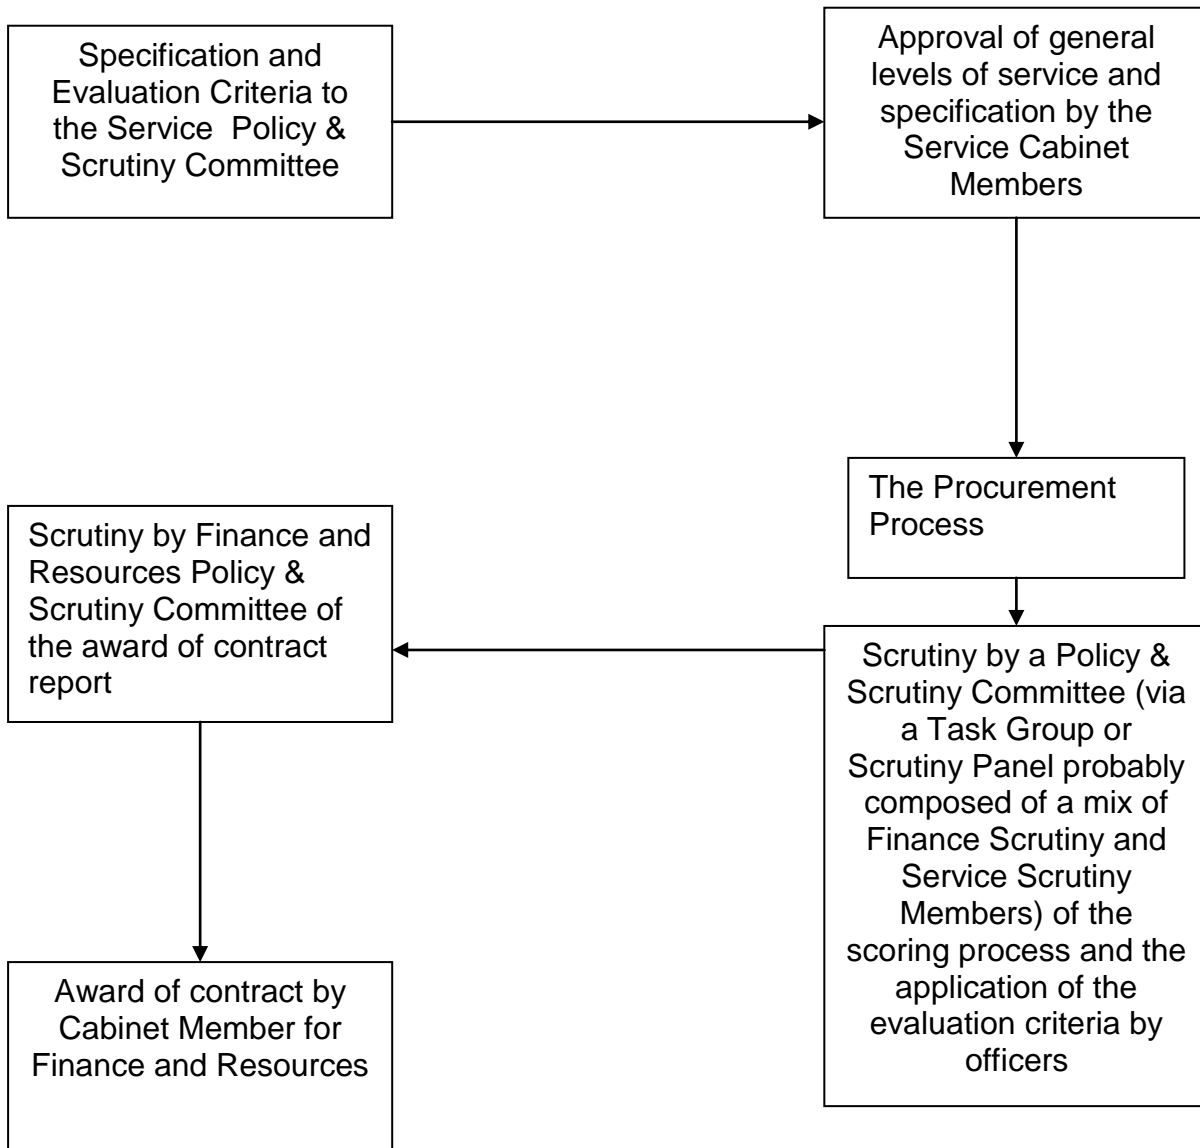 Specification and
Evaluation Criteria to
the Service Policy &
Scrutiny Committee
Approval of general
levels of service and
specification by the
Service Cabinet
Members
The Procurement
Process
Scrutiny by a Policy &
Scrutiny Committee (via
a Task Group or
Scrutiny Panel probably
composed of a mix of
Finance Scrutiny and
Service Scrutiny
Members) of the
scoring process and the
application of the
evaluation criteria by
officers
Scrutiny by Finance and
Resources Policy &
Scrutiny Committee of
the award of contract
report
Award of contract by
Cabinet Member for
Finance and Resources